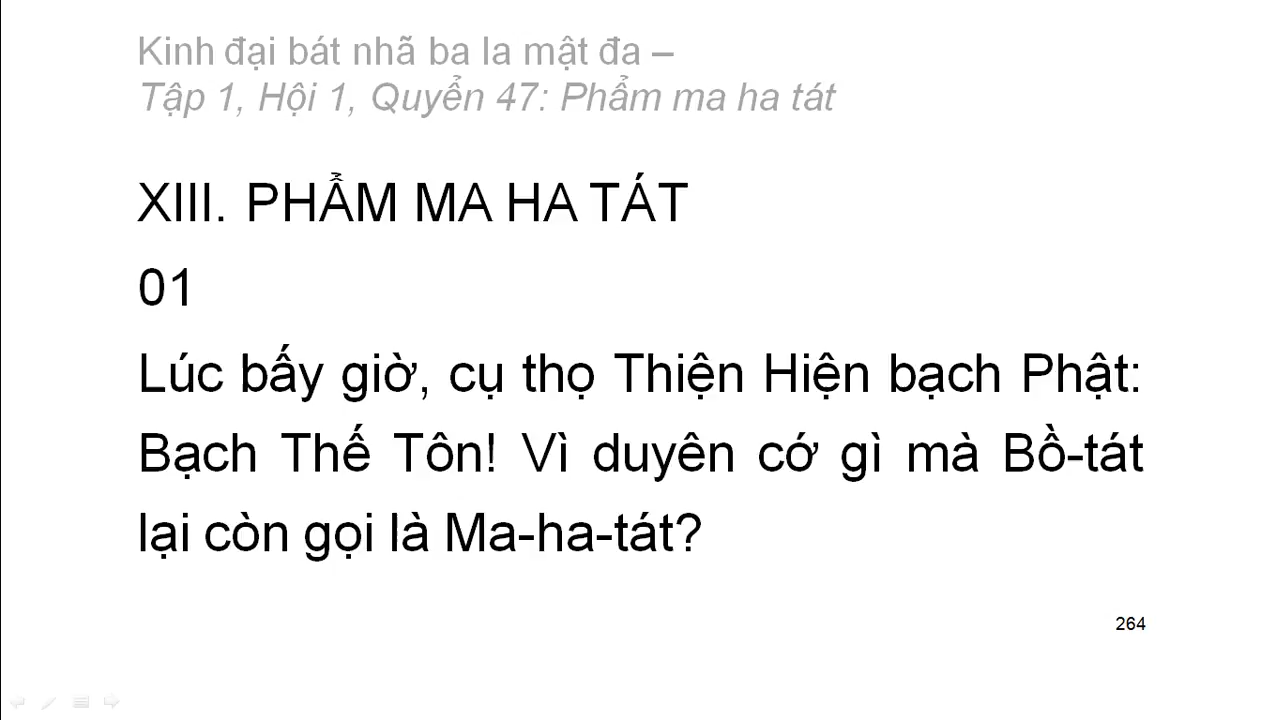 Kinh đại bát nhã ba la mật đa –
Tập 1, Hội 1, Quyển 47: Phẩm ma ha tát
XIII. PHẨM MA HA TÁT
01
Lúc bấy giờ, cụ thọ Thiện Hiện bạch Phật:
Bạch Thế Tôn! Vì duyên cớ gì mà Bồ-tát
lại còn gọi là Ma-ha-tát?
264